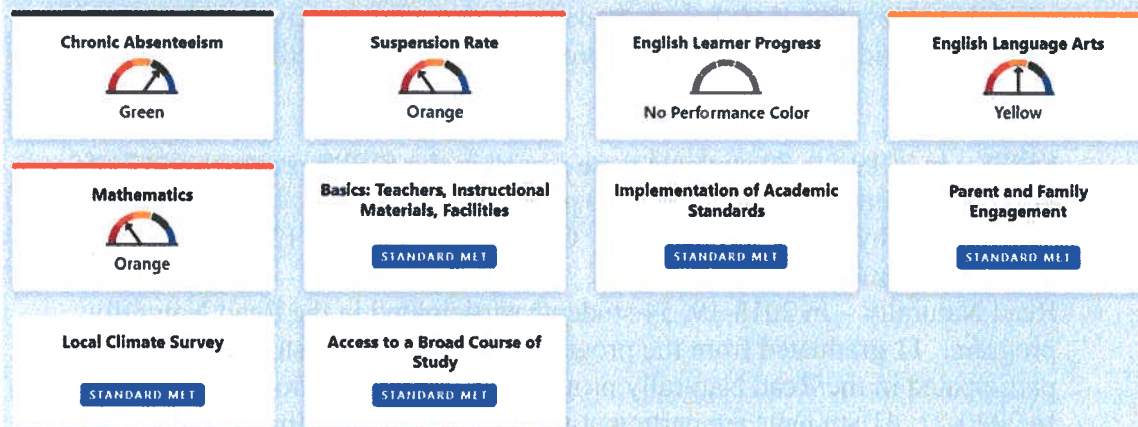 Chronic Absenteeism
Green
Suspension Rate
Orange
English Learner Progress
No Performance Color
English Language Arts
Yellow
Mathematics
Orange
Basics: Teachers, Instructional
Materials, Facilities
STANDARD MET
Implementation of Academic
Standards
STANDARD MET
Parent and Family
Engagement
STANDARD MET
Local Climate Survey
STANDARD MET
Access to a Broad Course of
Study
STANDARD MET